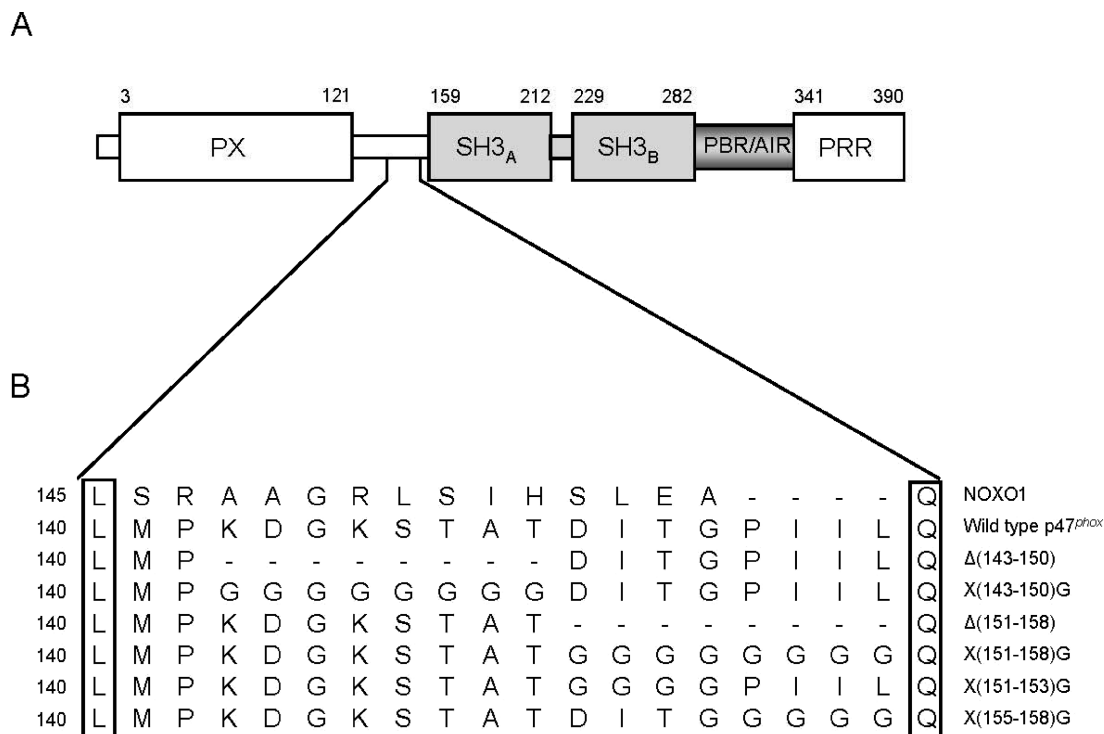 A
3 121 159 212 229 282 341 390
PX SH3A SH3B PBR/AIR PRR
B
145 L S R A A G R L S I H S L E A - - - - Q NOXO1
140 L M P K D G K S T A T D I T G P I I L Q Wild type p47phox
140 L M P - - - - - - - - D I T G P I I L Q Δ(143-150)
140 L M P G G G G G G G G D I T G P I I L Q X(143-150)G
140 L M P K D G K S T A T - - - - - - - - Q Δ(151-158)
140 L M P K D G K S T A T G G G G G G G G Q X(151-158)G
140 L M P K D G K S T A T G G G G P I I L Q X(151-153)G
140 L M P K D G K S T A T D I T G G G G G Q X(155-158)G